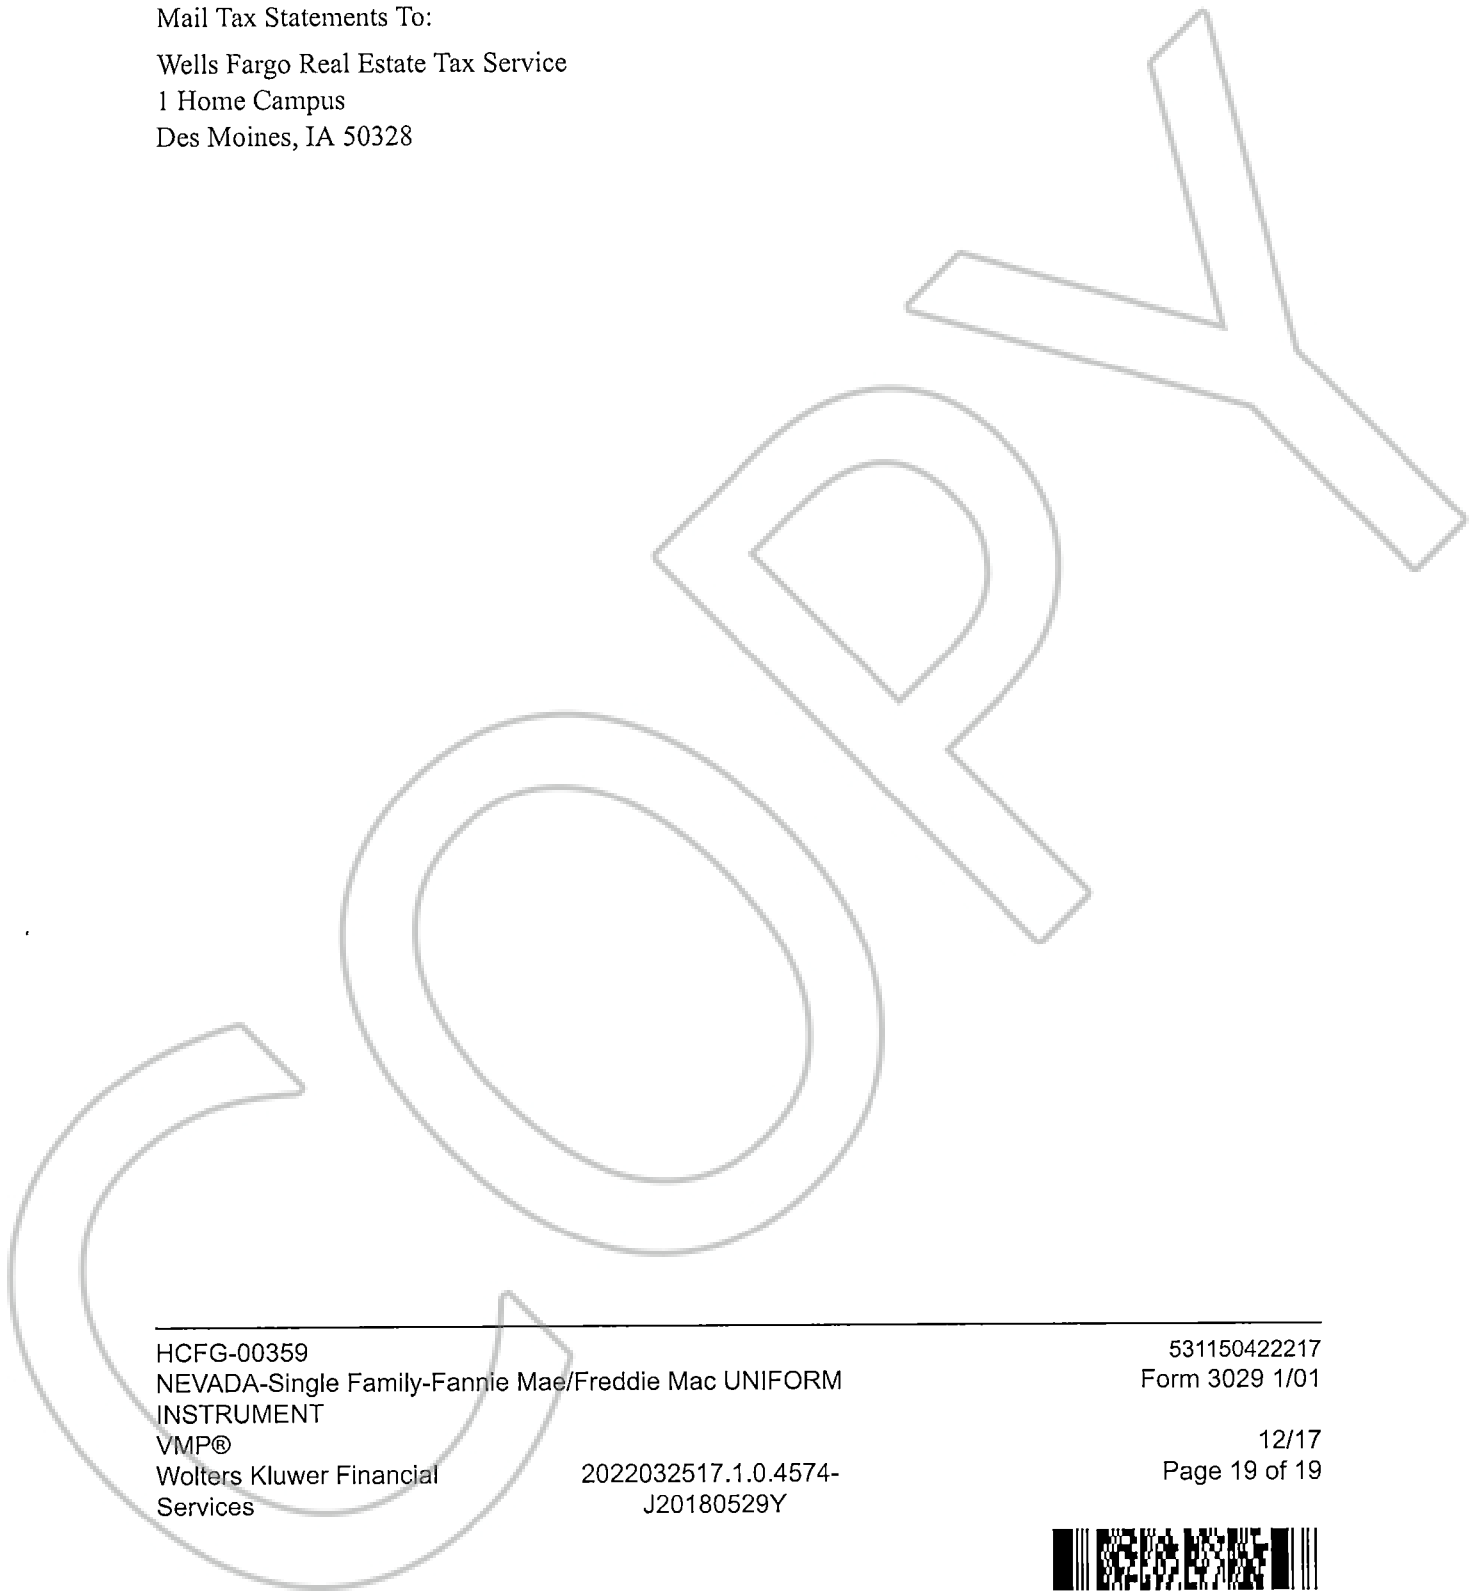 Mail Tax Statements To:
Wells Fargo Real Estate Tax Service
1 Home Campus
Des Moines, IA 50328
COPY
HCFG-00359 531150422217
NEVADA-Single Family-Fannie Mae/Freddie Mac UNIFORM Form 3029 1/01
INSTRUMENT
VMP® 12/17
Wolters Kluwer Financial 2022032517.1.0.4574- Page 19 of 19
Services J20180529Y